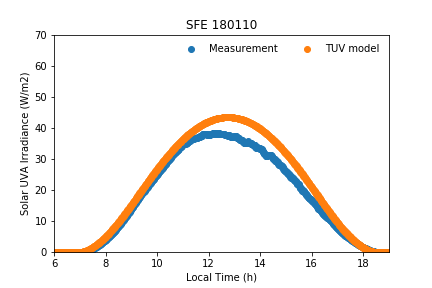 SFE 180110
Measurement TUV model
Solar UVA Irradiance (W/m2)
70
60
50
40
30
20
10
0
6 8 10 12 14 16 18
Local Time (h)